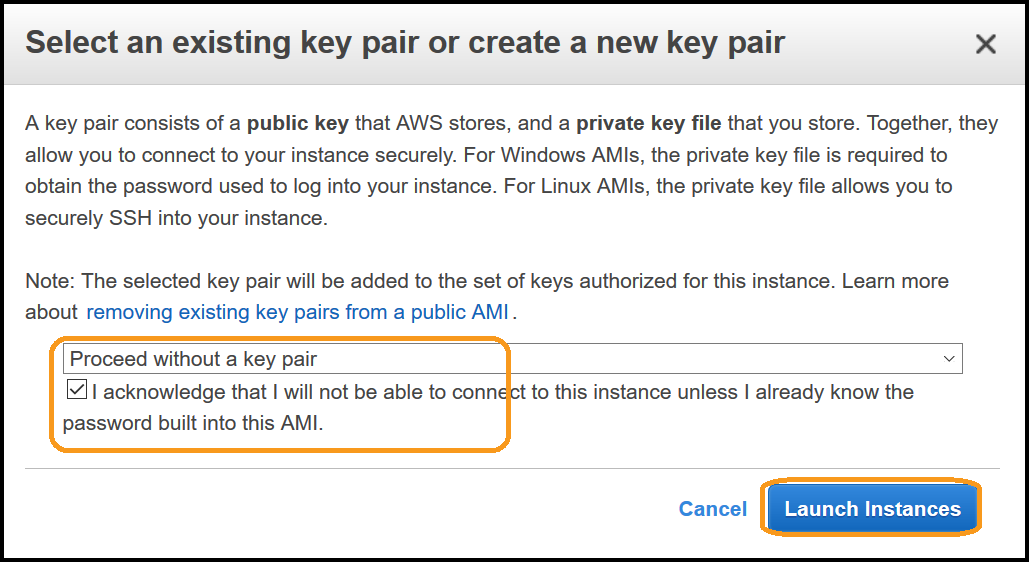 Select an existing key pair or create a new key pair
A key pair consists of a public key that AWS stores, and a private key file that you store. Together, they
allow you to connect to your instance securely. For Windows AMIs, the private key file is required to
obtain the password used to log into your instance. For Linux AMIs, the private key file allows you to
securely SSH into your instance.
Note: The selected key pair will be added to the set of keys authorized for this instance. Learn more
about removing existing key pairs from a public AMI.
Proceed without a key pair
I acknowledge that I will not be able to connect to this instance unless I already know the
password built into this AMI.
Cancel Launch Instances